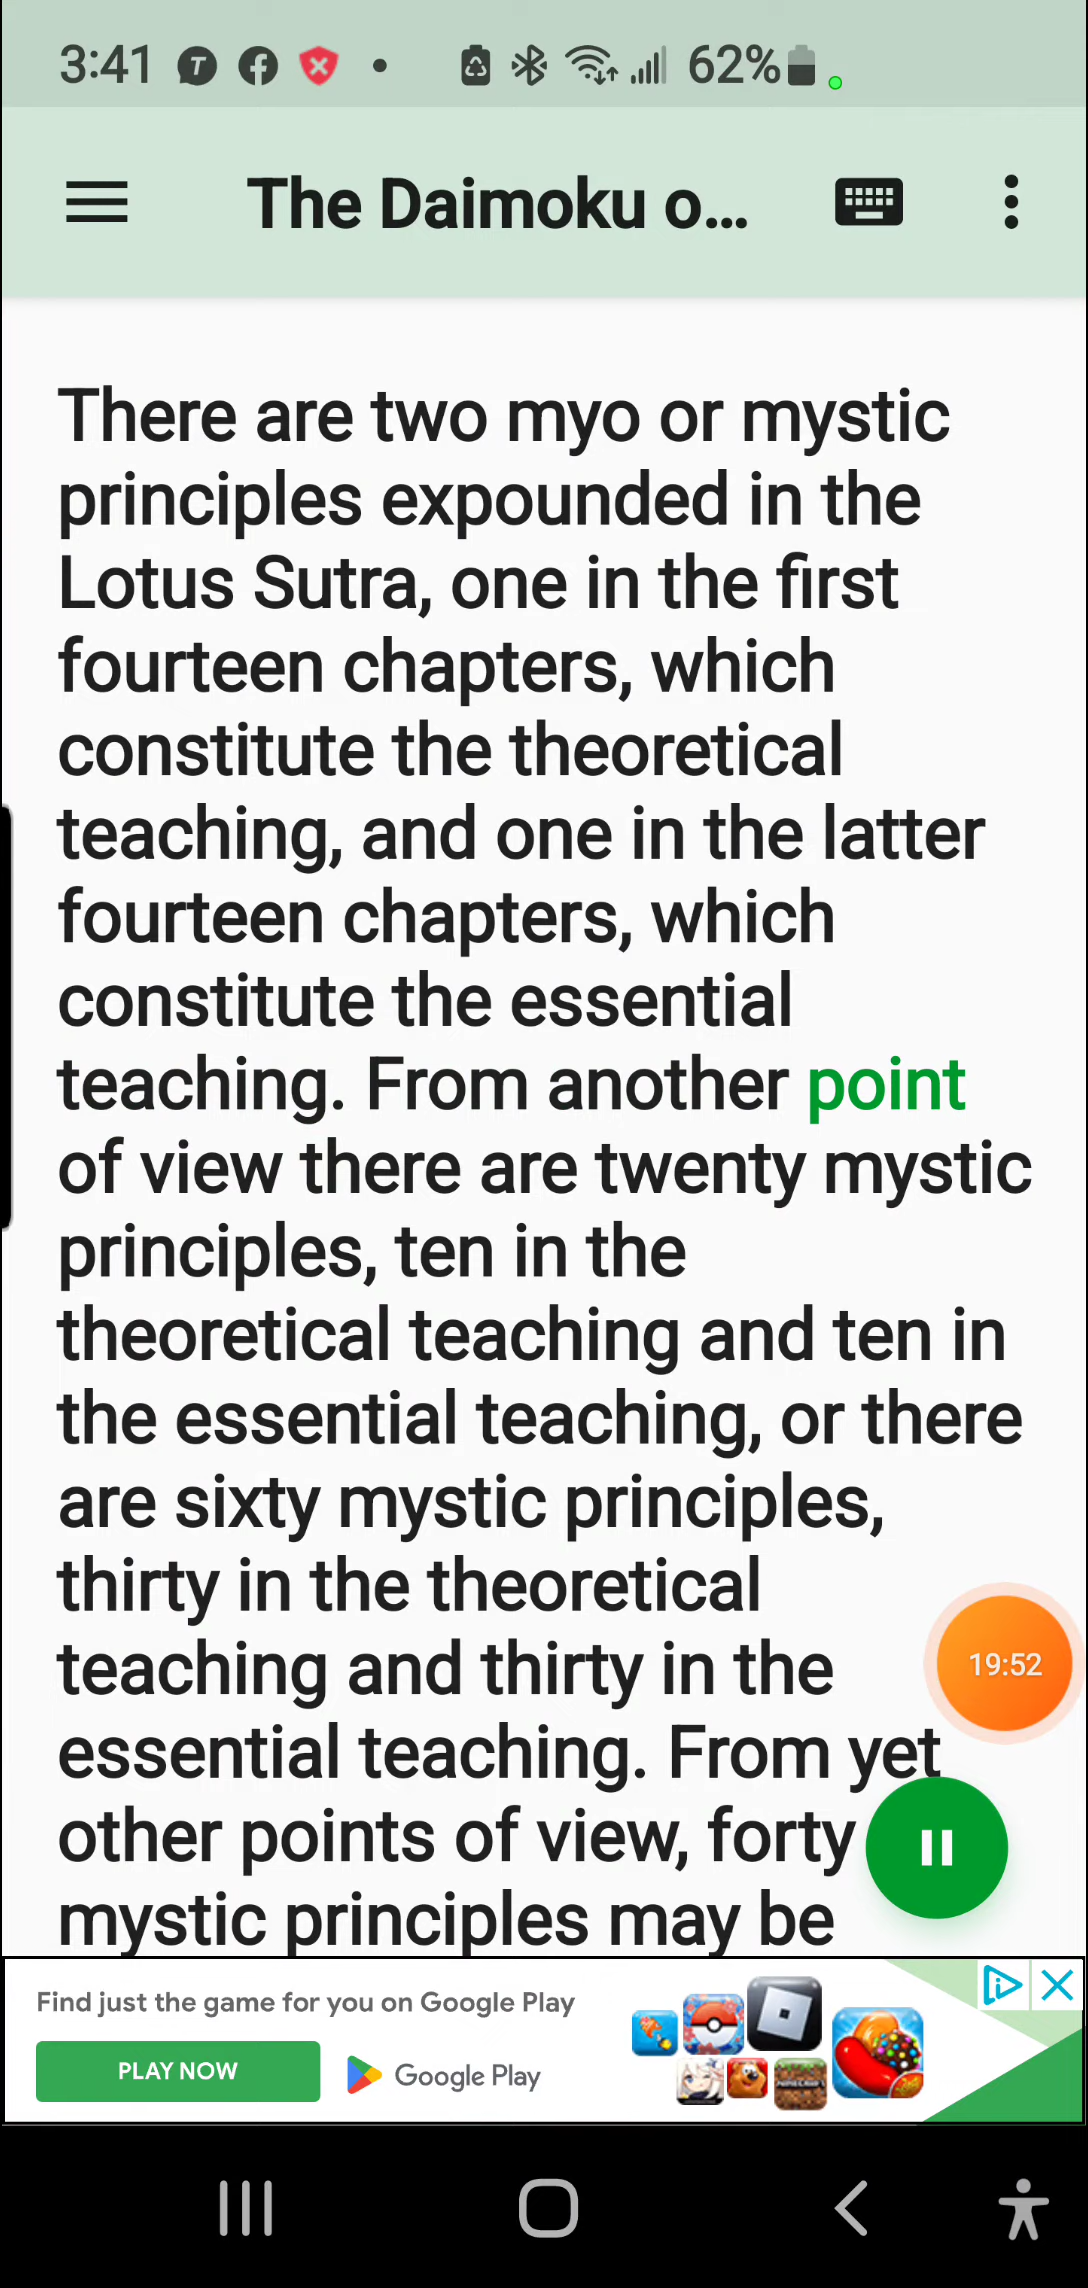 3:41 62%
The Daimoku o...
There are two myo or mystic
principles expounded in the
Lotus Sutra, one in the first
fourteen chapters, which
constitute the theoretical
teaching, and one in the latter
fourteen chapters, which
constitute the essential
teaching. From another point
of view there are twenty mystic
principles, ten in the
theoretical teaching and ten in
the essential teaching, or there
are sixty mystic principles,
thirty in the theoretical
teaching and thirty in the
essential teaching. From yet
other points of view, forty
mystic principles may be
19:52
Find just the game for you on Google Play
PLAY NOW
Google Play